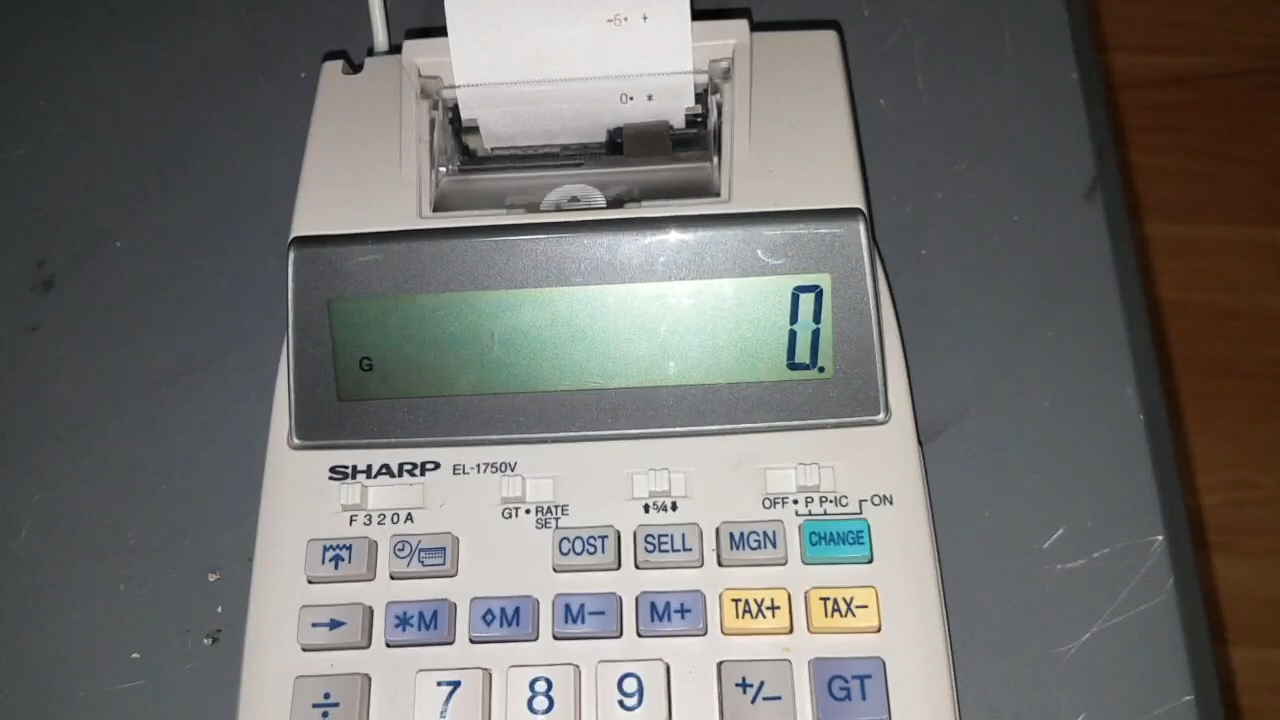 -6• +
0• *
0.
G
SHARP EL-1750V
F 3 2 0 A
GT • RATE
SET
5/4
OFF • P P•IC ON
COST SELL MGN CHANGE
→ *M ◊M M− M+ TAX+ TAX−
÷ 7 8 9 +/− GT